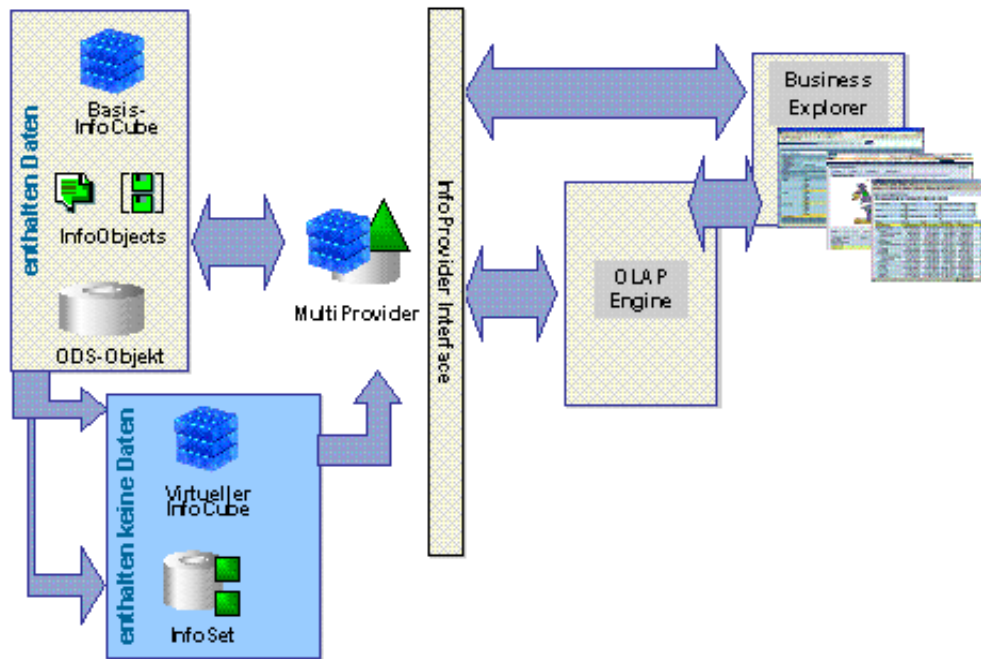 enthalten Daten
Basis-
InfoCube
InfoObjects
ODS-Objekt
enthalten keine Daten
Virtueller
InfoCube
InfoSet
MultiProvider
InfoProvider Interface
OLAP
Engine
Business
Explorer